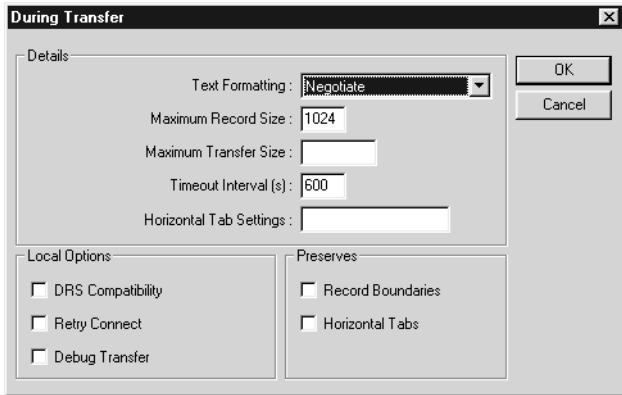 During Transfer
Details
Text Formatting : Negotiate
Maximum Record Size : 1024
Maximum Transfer Size :
Timeout Interval (s) : 600
Horizontal Tab Settings :
OK
Cancel
Local Options
DRS Compatibility
Retry Connect
Debug Transfer
Preserves
Record Boundaries
Horizontal Tabs